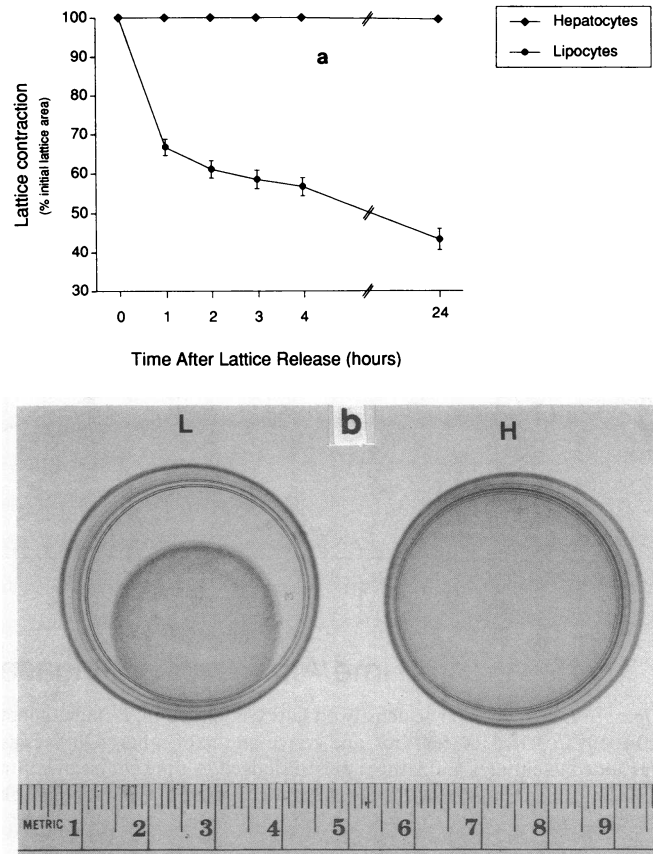 Hepatocytes
Lipocytes
a
Lattice contraction
(% initial lattice area)
100
90
80
70
60
50
40
30
0 1 2 3 4 24
Time After Lattice Release (hours)
L b H
METRIC 1 2 3 4 5 6 7 8 9